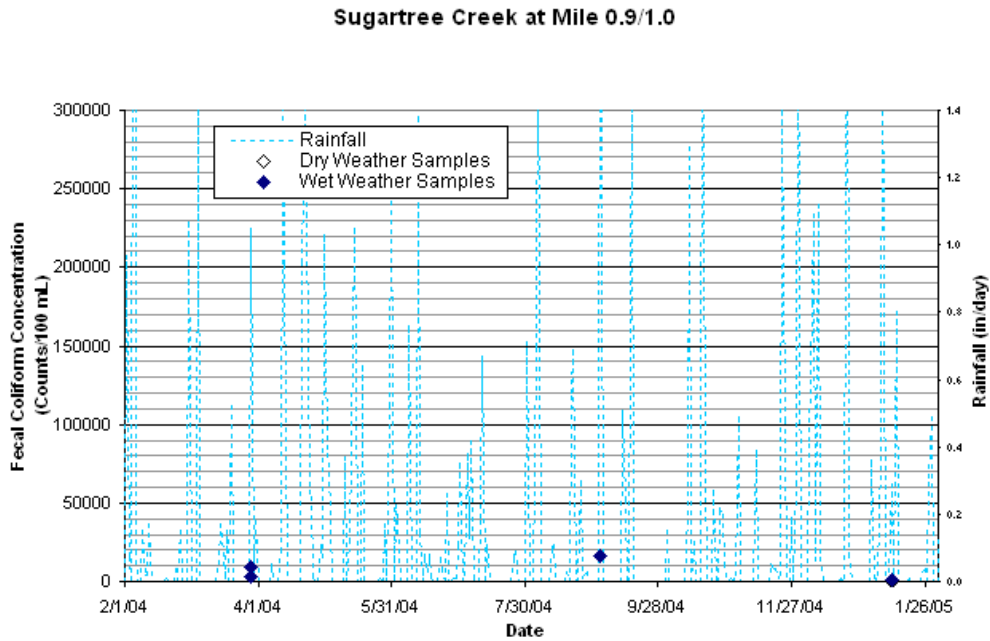 Sugartree Creek at Mile 0.9/1.0
300000
250000
200000
150000
100000
50000
0
Fecal Coliform Concentration
(Counts/100 mL)
Rainfall
Dry Weather Samples
Wet Weather Samples
1.4
1.2
1.0
0.8
0.6
0.4
0.2
0.0
Rainfall (in/day)
2/1/04 4/1/04 5/31/04 7/30/04 9/28/04 11/27/04 1/26/05
Date